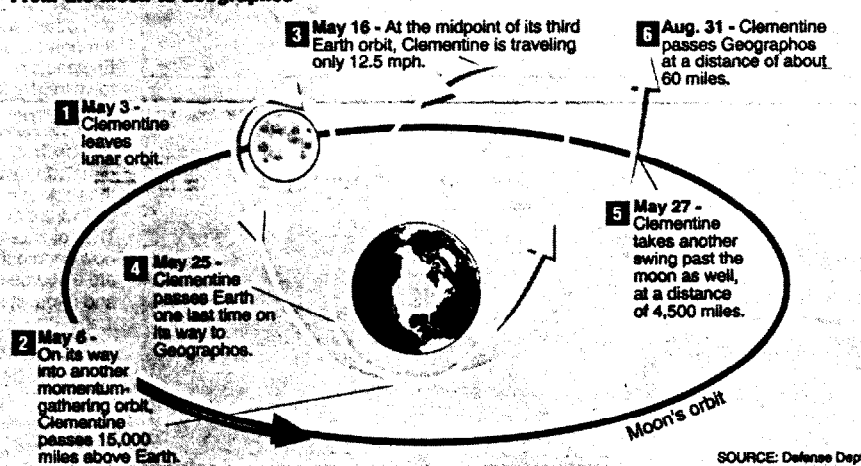 1 May 3 -
Clementine
leaves
lunar orbit.
2 May 6 -
On its way
into another
momentum-
gathering orbit,
Clementine
passes 15,000
miles above Earth.
3 May 16 - At the midpoint of its third
Earth orbit, Clementine is traveling
only 12.5 mph.
4 May 25 -
Clementine
passes Earth
one last time on
its way to
Geographos.
5 May 27 -
Clementine
takes another
swing past the
moon as well,
at a distance
of 4,500 miles.
6 Aug. 31 - Clementine
passes Geographos
at a distance of about
60 miles.
Moon's orbit
SOURCE: Defense Dep